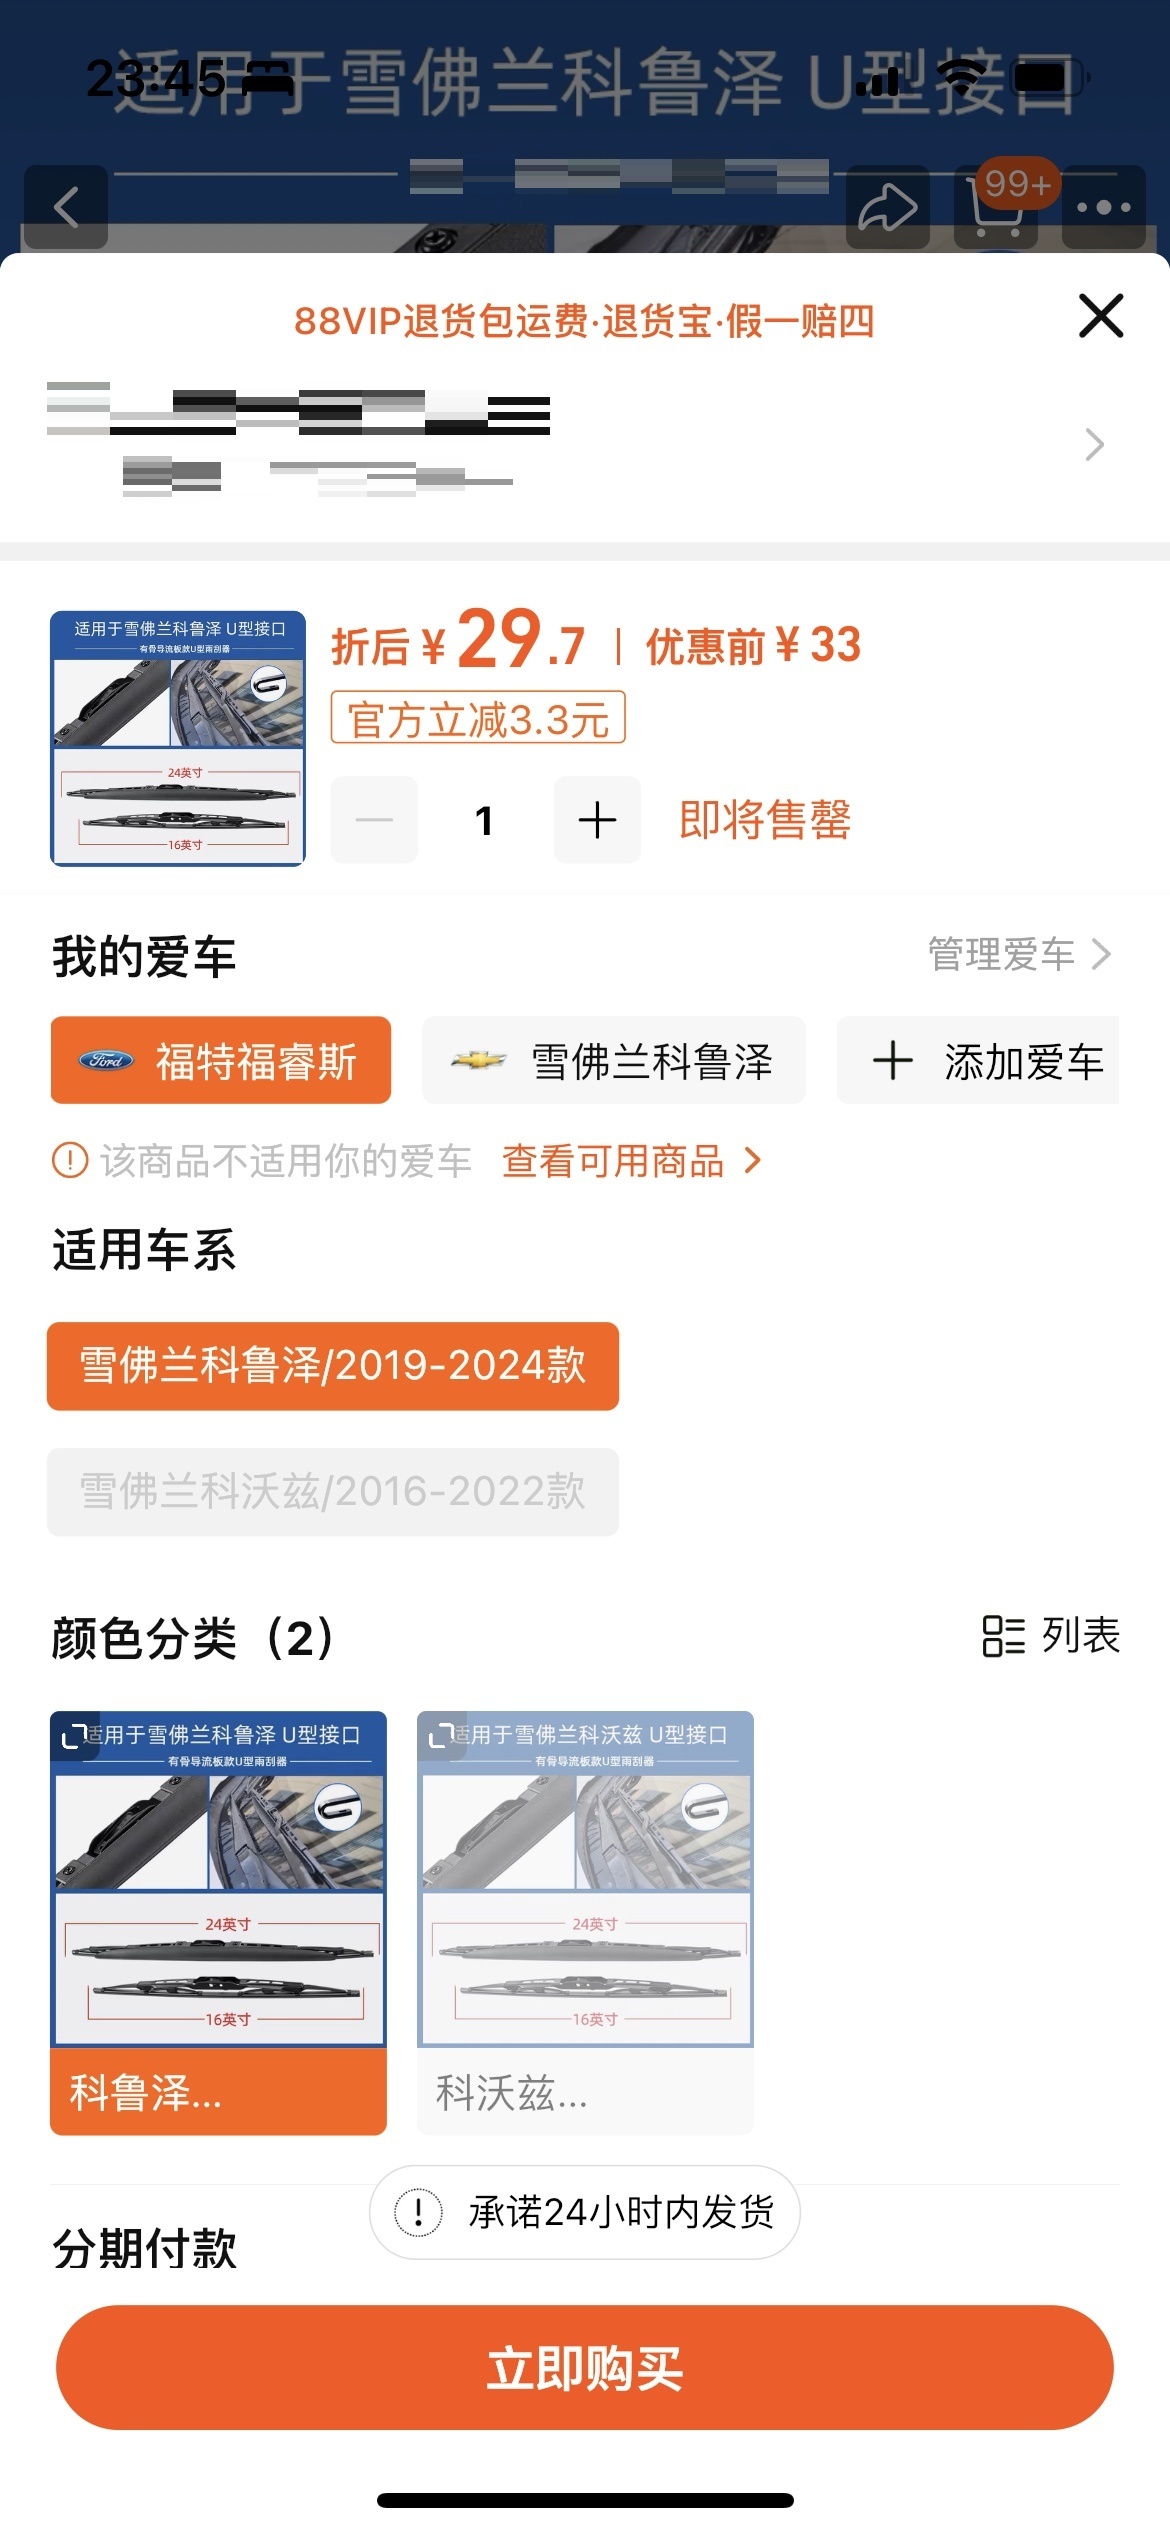 适用于雪佛兰科鲁泽 U型接口
23:45
99+
88VIP退货包运费·退货宝·假一赔四
适用于雪佛兰科鲁泽 U型接口
有骨导流板款U型雨刮器
24英寸
16英寸
折后 ¥ 29.7 | 优惠前 ¥ 33
官方立减3.3元
1
即将售罄
我的爱车
管理爱车
Ford 福特福睿斯
雪佛兰科鲁泽
添加爱车
该商品不适用你的爱车 查看可用商品
适用车系
雪佛兰科鲁泽/2019-2024款
雪佛兰科沃兹/2016-2022款
颜色分类（2）
列表
适用于雪佛兰科鲁泽 U型接口
有骨导流板款U型雨刮器
24英寸
16英寸
科鲁泽...
适用于雪佛兰科沃兹 U型接口
有骨导流板款U型雨刮器
24英寸
16英寸
科沃兹...
承诺24小时内发货
分期付款
立即购买